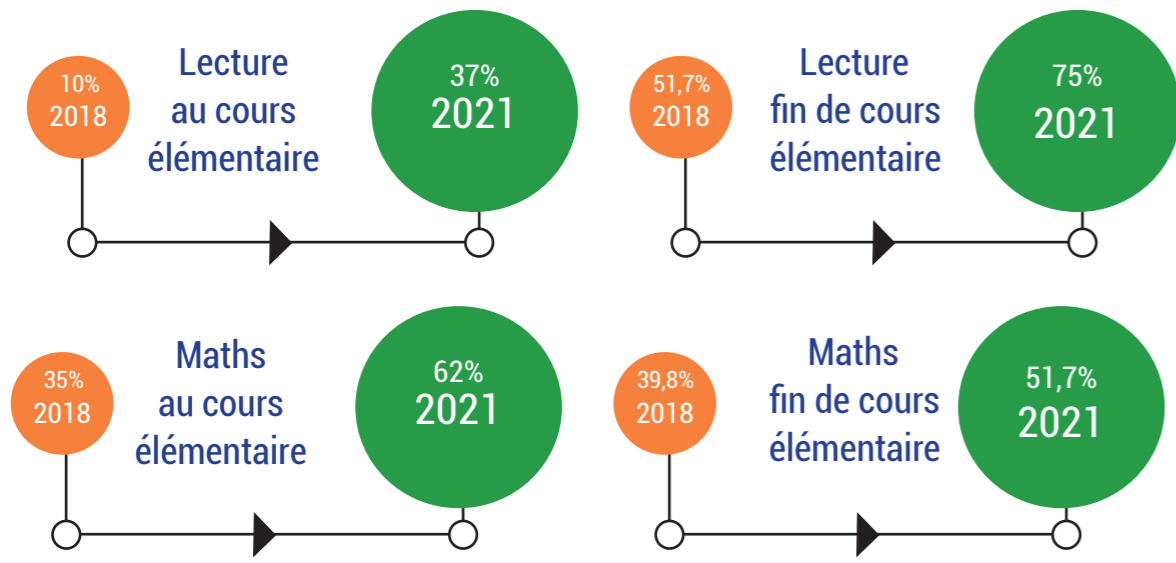 10%
2018
Lecture
au cours
élémentaire
37%
2021
51,7%
2018
Lecture
fin de cours
élémentaire
75%
2021
35%
2018
Maths
au cours
élémentaire
62%
2021
39,8%
2018
Maths
fin de cours
élémentaire
51,7%
2021